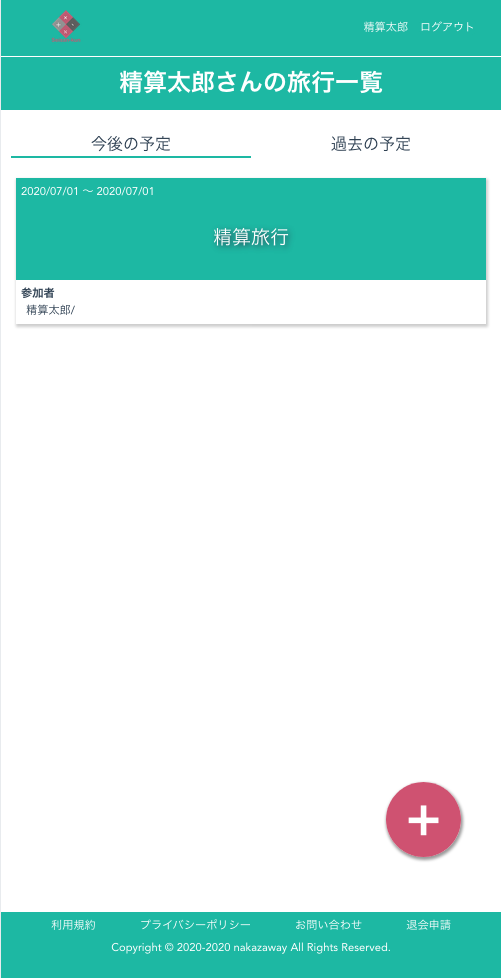 精算太郎 ログアウト
精算太郎さんの旅行一覧
今後の予定 過去の予定
2020/07/01 〜 2020/07/01
精算旅行
参加者
精算太郎/
利用規約 プライバシーポリシー お問い合わせ 退会申請
Copyright © 2020-2020 nakazaway All Rights Reserved.